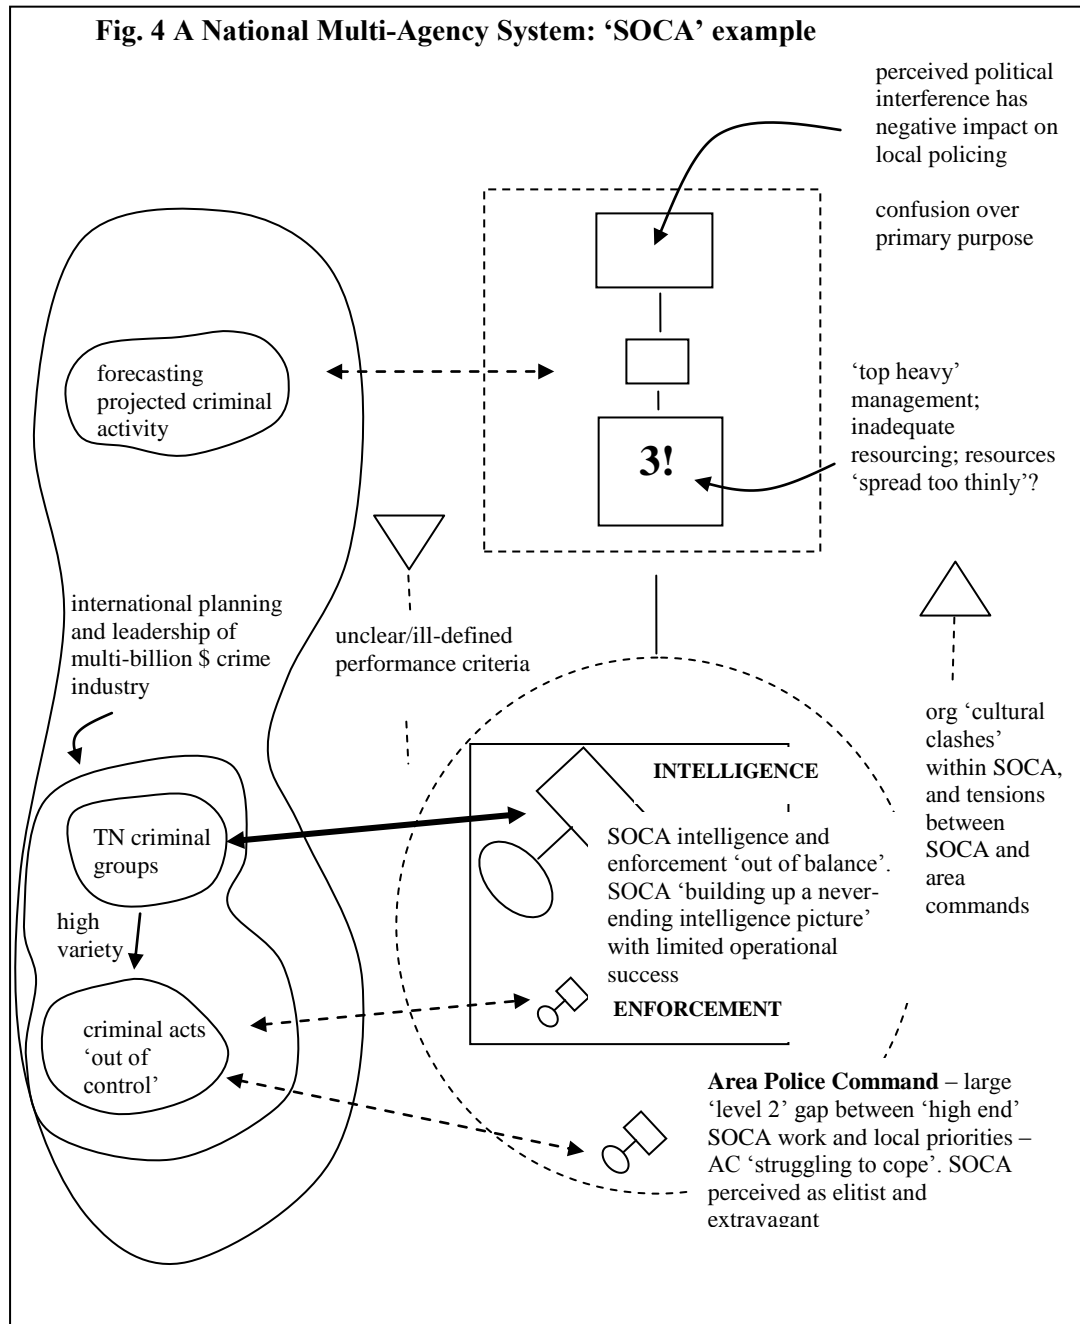 Fig. 4 A National Multi-Agency System: ‘SOCA’ example
perceived political
interference has
negative impact on
local policing
confusion over
primary purpose
forecasting
projected criminal
activity
‘top heavy’
management;
inadequate
resourcing; resources
‘spread too thinly’?
3!
international planning
and leadership of
multi-billion $ crime
industry
unclear/ill-defined
performance criteria
org ‘cultural
clashes’
within SOCA,
and tensions
between
SOCA and
area
commands
INTELLIGENCE
TN criminal
groups
SOCA intelligence and
enforcement ‘out of balance’.
SOCA ‘building up a never-
ending intelligence picture’
with limited operational
success
high
variety
ENFORCEMENT
criminal acts
‘out of
control’
Area Police Command – large
‘level 2’ gap between ‘high end’
SOCA work and local priorities –
AC ‘struggling to cope’. SOCA
perceived as elitist and
extravagant